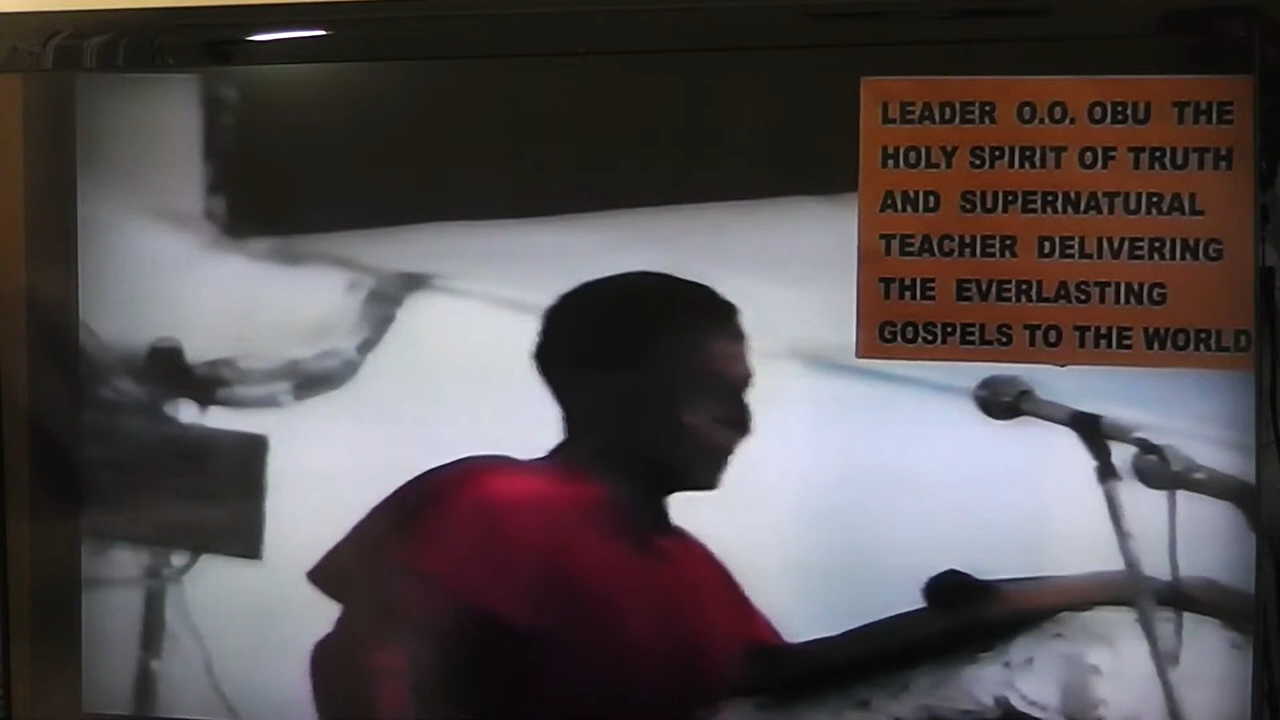 LEADER O.O. OBU THE
HOLY SPIRIT OF TRUTH
AND SUPERNATURAL
TEACHER DELIVERING
THE EVERLASTING
GOSPELS TO THE WORLD